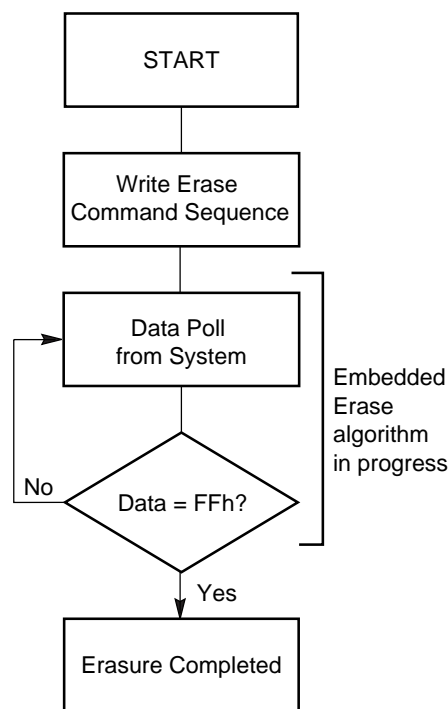 START
Write Erase
Command Sequence
Data Poll
from System
Embedded
Erase
algorithm
in progress
No
Data = FFh?
Yes
Erasure Completed